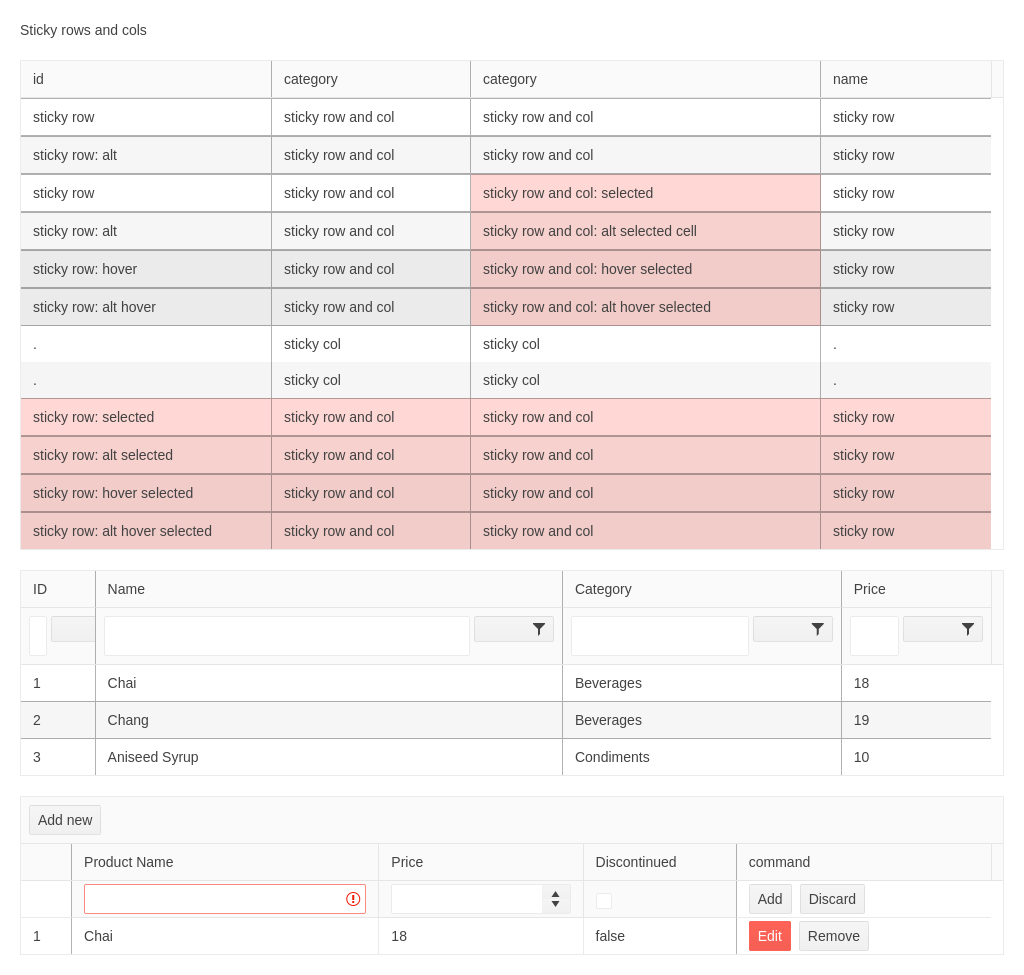 Sticky rows and cols
id category category name
sticky row sticky row and col sticky row and col sticky row
sticky row: alt sticky row and col sticky row and col sticky row
sticky row sticky row and col sticky row and col: selected sticky row
sticky row: alt sticky row and col sticky row and col: alt selected cell sticky row
sticky row: hover sticky row and col sticky row and col: hover selected sticky row
sticky row: alt hover sticky row and col sticky row and col: alt hover selected sticky row
. sticky col sticky col .
. sticky col sticky col .
sticky row: selected sticky row and col sticky row and col sticky row
sticky row: alt selected sticky row and col sticky row and col sticky row
sticky row: hover selected sticky row and col sticky row and col sticky row
sticky row: alt hover selected sticky row and col sticky row and col sticky row
ID Name Category Price
1 Chai Beverages 18
2 Chang Beverages 19
3 Aniseed Syrup Condiments 10
Add new
Product Name Price Discontinued command
Add Discard
1 Chai 18 false Edit Remove